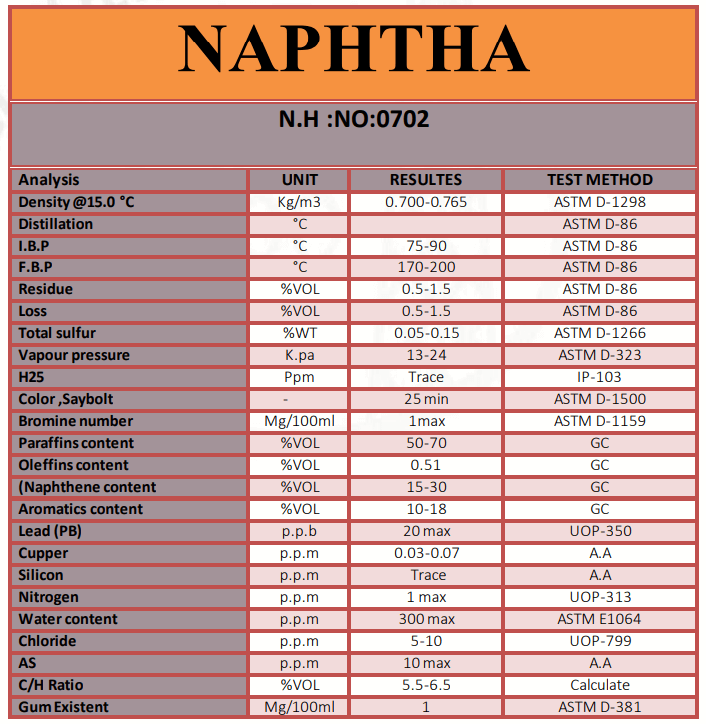 NAPHTHA
N.H :NO:0702
Analysis UNIT RESULTES TEST METHOD
Density @15.0 °C Kg/m3 0.700-0.765 ASTM D-1298
Distillation °C ASTM D-86
I.B.P °C 75-90 ASTM D-86
F.B.P °C 170-200 ASTM D-86
Residue %VOL 0.5-1.5 ASTM D-86
Loss %VOL 0.5-1.5 ASTM D-86
Total sulfur %WT 0.05-0.15 ASTM D-1266
Vapour pressure K.pa 13-24 ASTM D-323
H25 Ppm Trace IP-103
Color ,Saybolt - 25 min ASTM D-1500
Bromine number Mg/100ml 1max ASTM D-1159
Paraffins content %VOL 50-70 GC
Oleffins content %VOL 0.51 GC
(Naphthene content %VOL 15-30 GC
Aromatics content %VOL 10-18 GC
Lead (PB) p.p.b 20 max UOP-350
Cupper p.p.m 0.03-0.07 A.A
Silicon p.p.m Trace A.A
Nitrogen p.p.m 1 max UOP-313
Water content p.p.m 300 max ASTM E1064
Chloride p.p.m 5-10 UOP-799
AS p.p.m 10 max A.A
C/H Ratio %VOL 5.5-6.5 Calculate
Gum Existent Mg/100ml 1 ASTM D-381